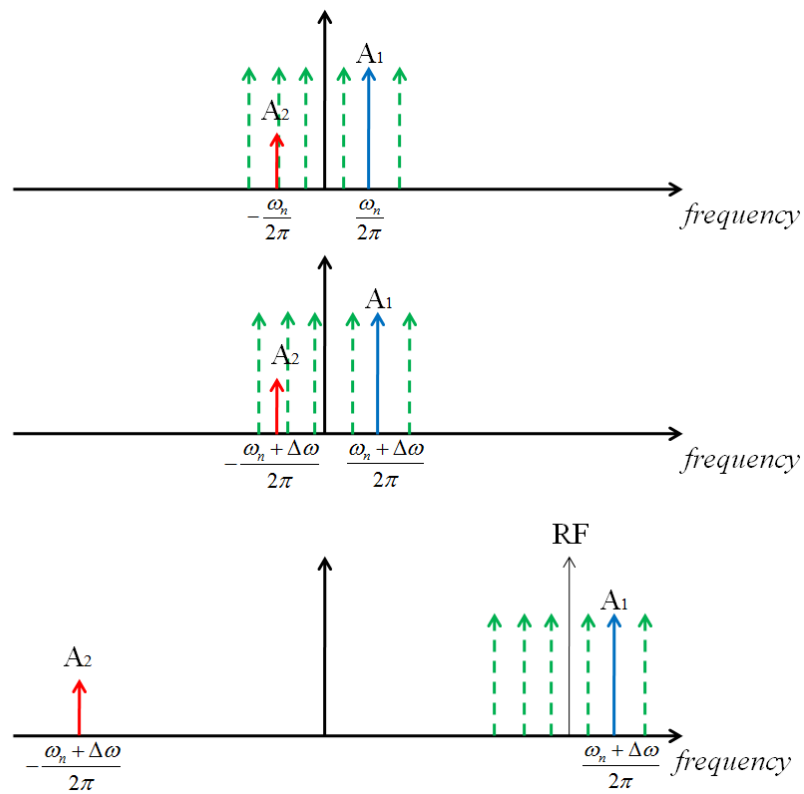 A₁
A₂
-ωₙ/2π ωₙ/2π frequency
A₁
A₂
-(ωₙ + Δω)/2π (ωₙ + Δω)/2π frequency
RF
A₁
A₂
-(ωₙ + Δω)/2π (ωₙ + Δω)/2π frequency